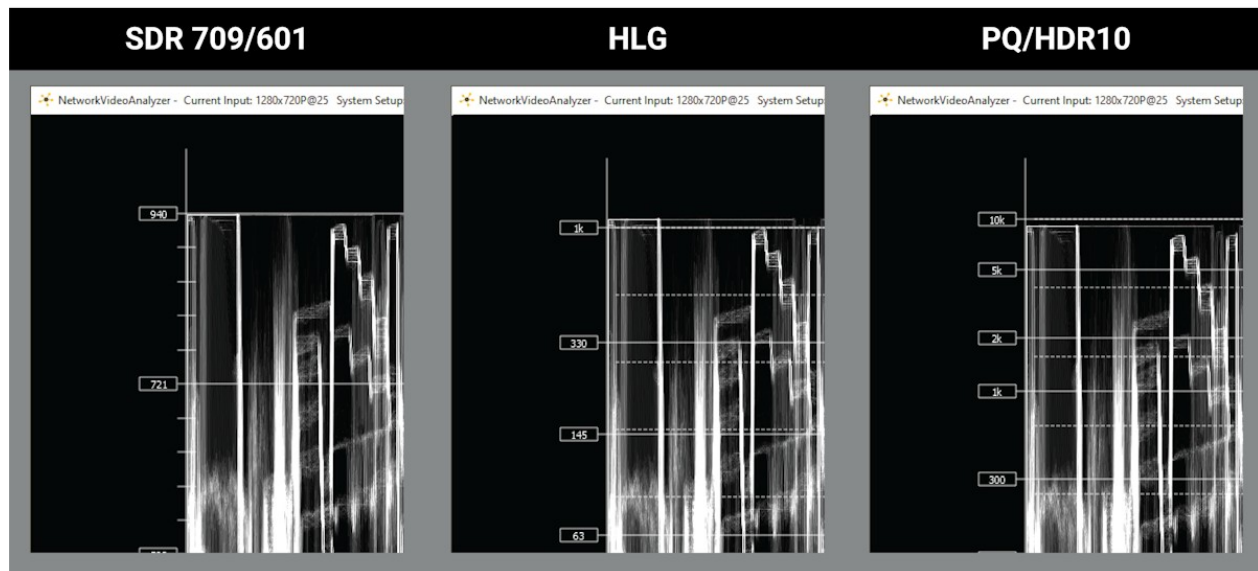 SDR 709/601
HLG
PQ/HDR10
NetworkVideoAnalyzer - Current Input: 1280x720P@25 System Setup:
NetworkVideoAnalyzer - Current Input: 1280x720P@25 System Setup:
NetworkVideoAnalyzer - Current Input: 1280x720P@25 System Setup:
940
721
1k
330
145
63
10k
5k
2k
1k
300